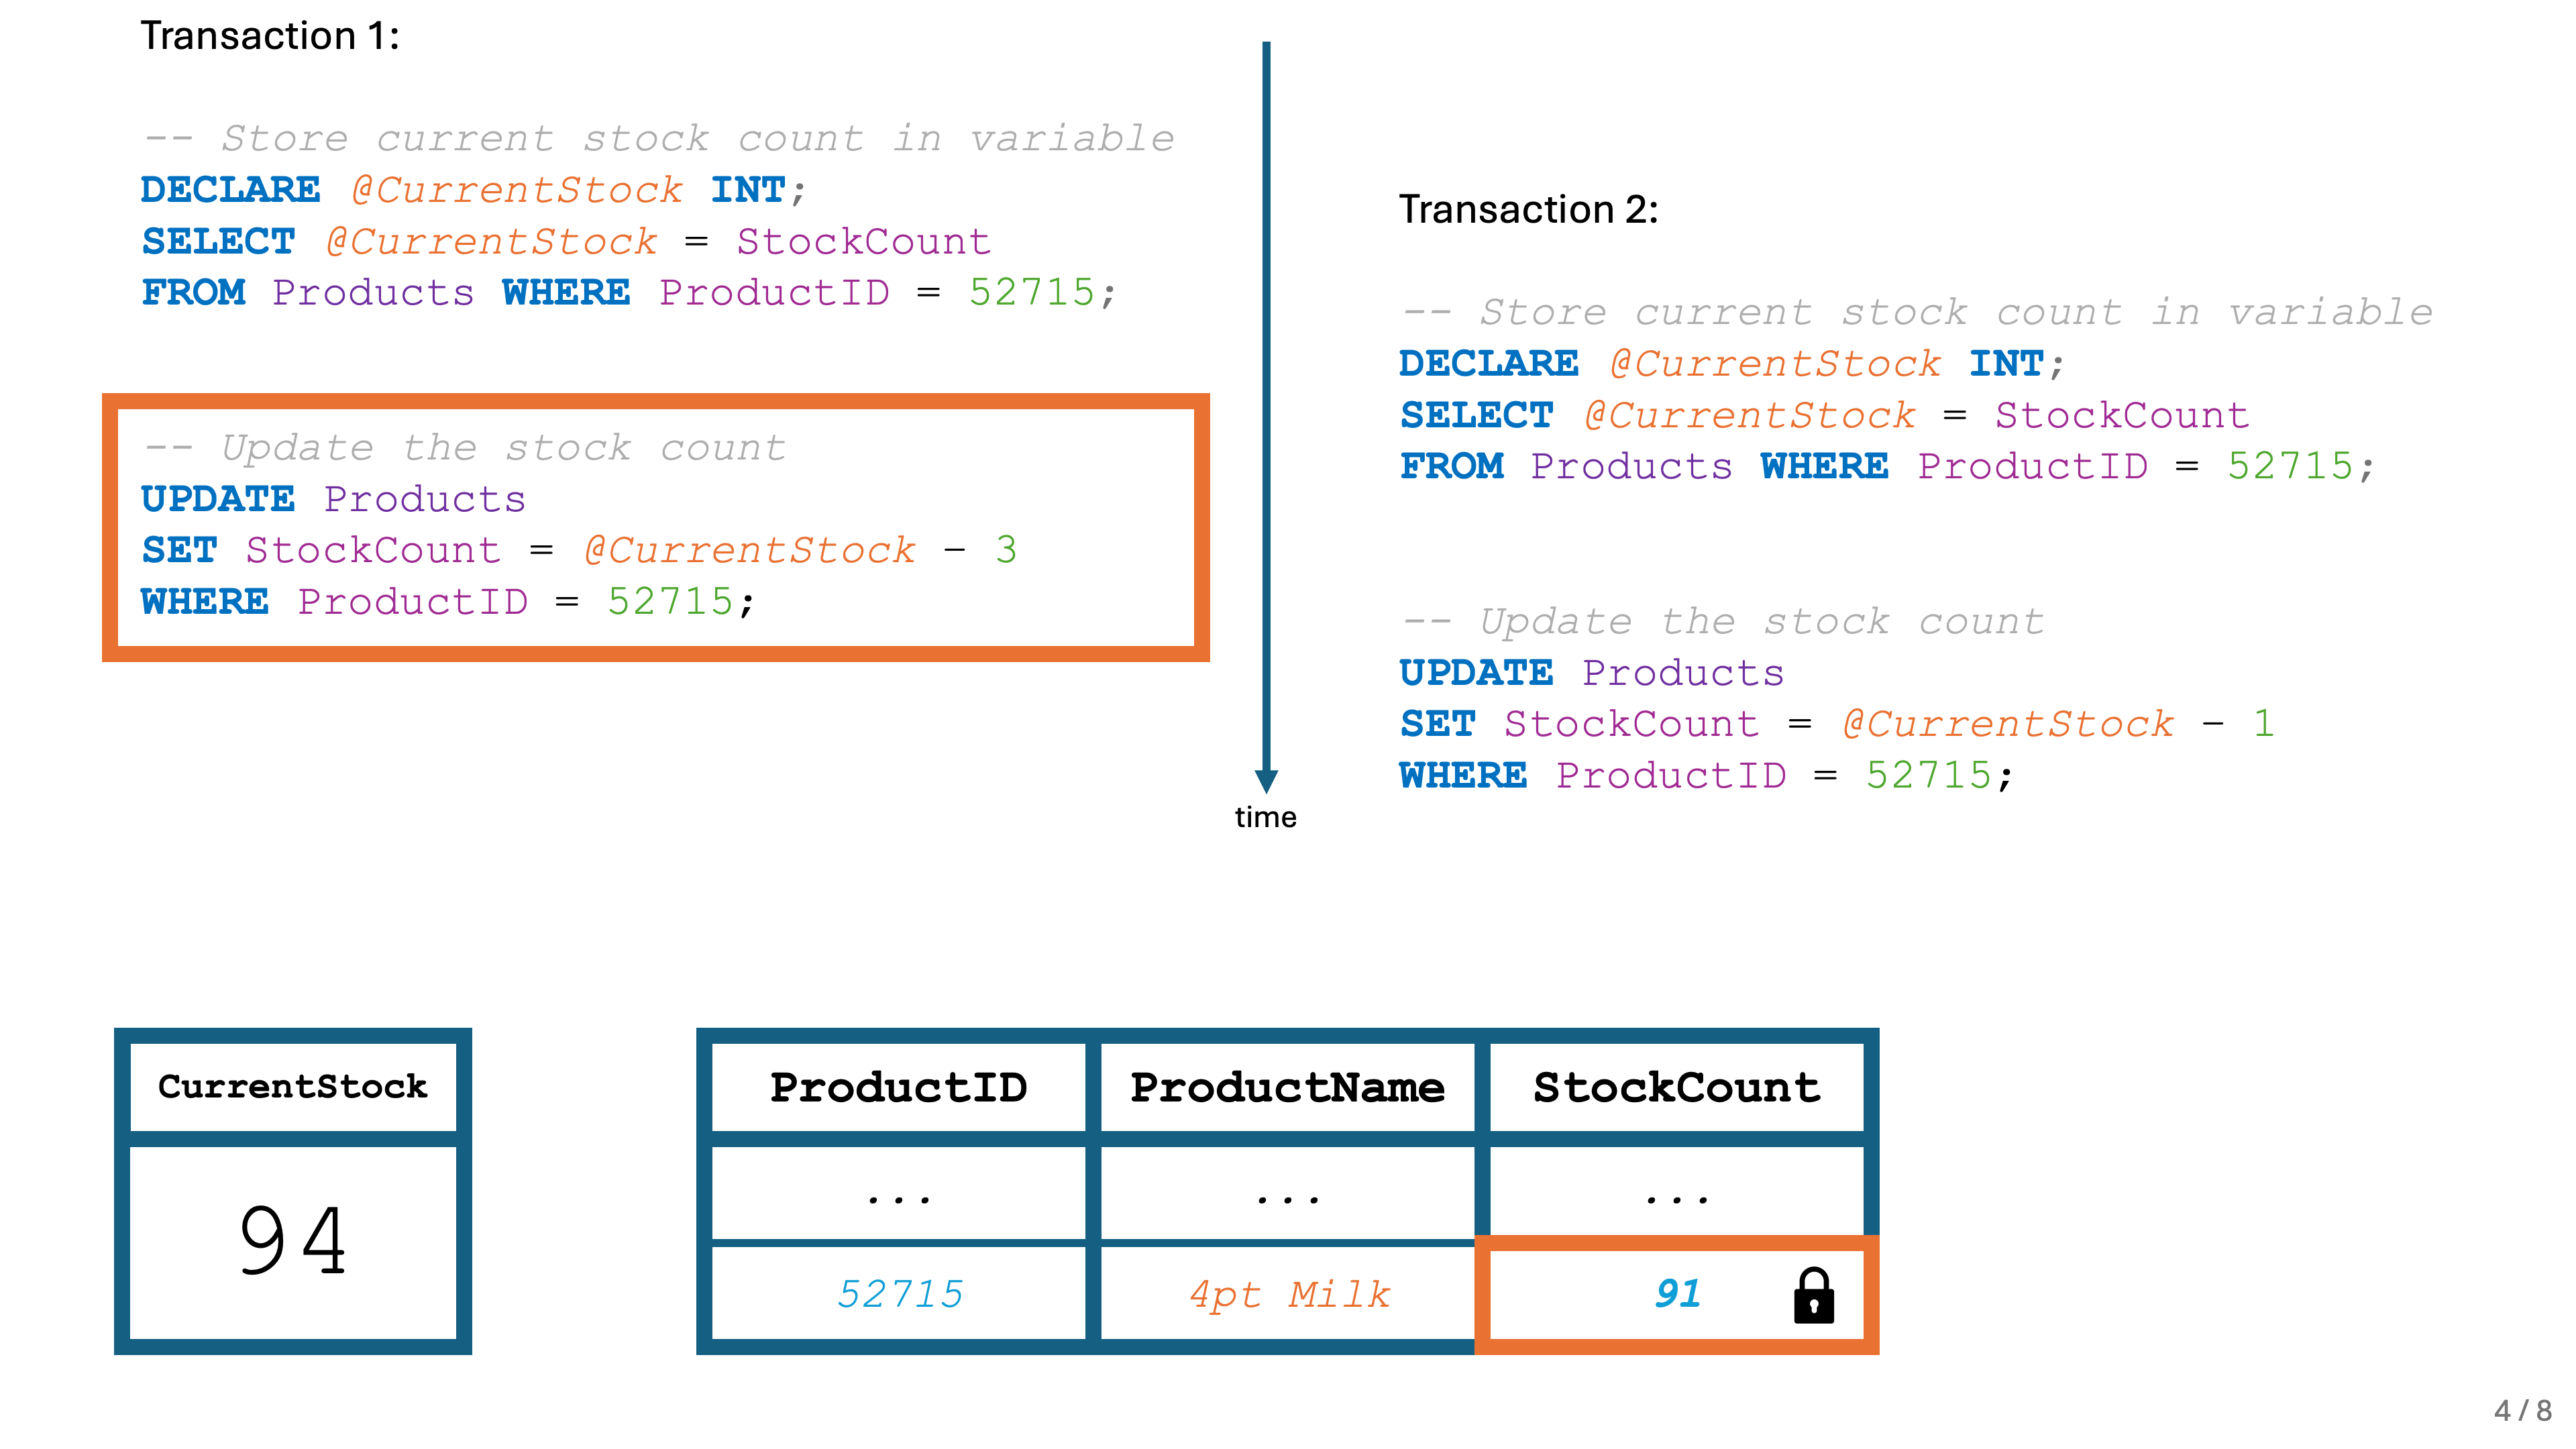 Transaction 1:
-- Store current stock count in variable
DECLARE @CurrentStock INT;
SELECT @CurrentStock = StockCount
FROM Products WHERE ProductID = 52715;
-- Update the stock count
UPDATE Products
SET StockCount = @CurrentStock – 3
WHERE ProductID = 52715;
time
Transaction 2:
-- Store current stock count in variable
DECLARE @CurrentStock INT;
SELECT @CurrentStock = StockCount
FROM Products WHERE ProductID = 52715;
-- Update the stock count
UPDATE Products
SET StockCount = @CurrentStock - 1
WHERE ProductID = 52715;
CurrentStock
94
ProductID ProductName StockCount
... ... ...
52715 4pt Milk 91
4 / 8